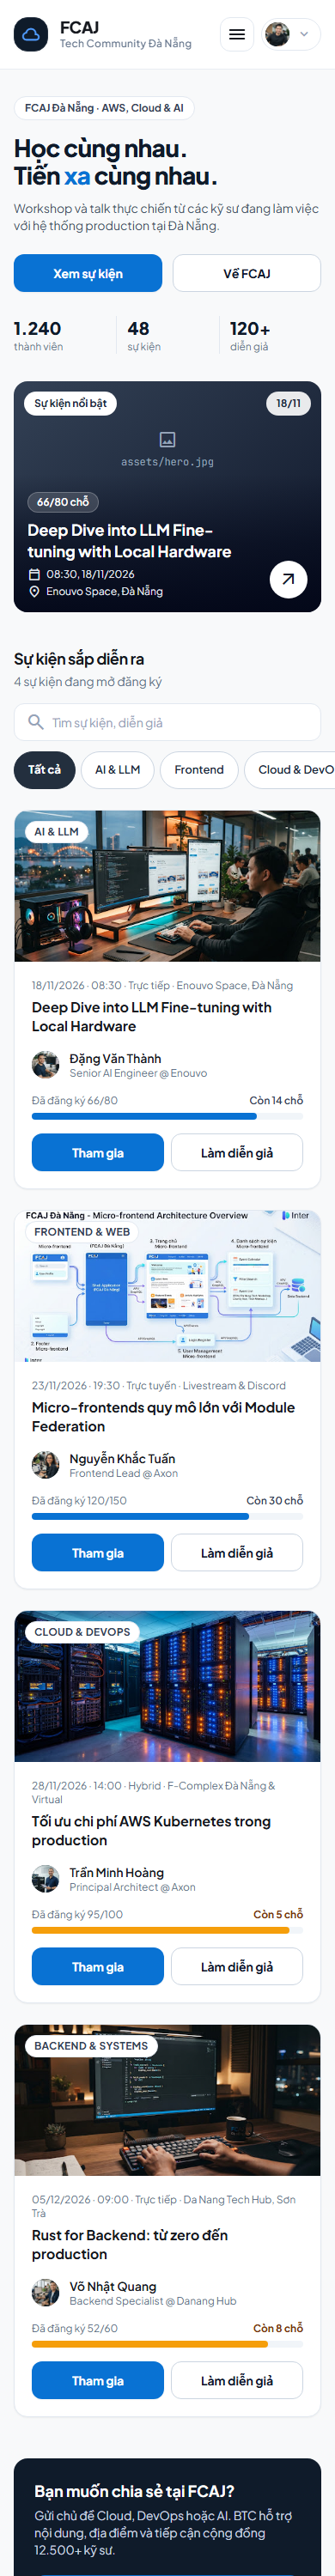 FCAJ
Tech Community Đà Nẵng
FCAJ Đà Nẵng · AWS, Cloud & AI
Học cùng nhau.
Tiến xa cùng nhau.
Workshop và talk thực chiến từ các kỹ sư đang làm việc
với hệ thống production tại Đà Nẵng.
Xem sự kiện
Về FCAJ
1.240
thành viên
48
sự kiện
120+
diễn giả
Sự kiện nổi bật
18/11
assets/hero.jpg
66/80 chỗ
Deep Dive into LLM Fine-
tuning with Local Hardware
08:30, 18/11/2026
Enouvo Space, Đà Nẵng
Sự kiện sắp diễn ra
4 sự kiện đang mở đăng ký
Tìm sự kiện, diễn giả
Tất cả
AI & LLM
Frontend
Cloud & DevO
AI & LLM
18/11/2026 · 08:30 · Trực tiếp · Enouvo Space, Đà Nẵng
Deep Dive into LLM Fine-tuning with
Local Hardware
Đặng Văn Thành
Senior AI Engineer @ Enouvo
Đã đăng ký 66/80
Còn 14 chỗ
Tham gia
Làm diễn giả
FCAJ Đà Nẵng - Micro-frontend Architecture Overview
Inter
FRONTEND & WEB
23/11/2026 · 19:30 · Trực tuyến · Livestream & Discord
Micro-frontends quy mô lớn với Module
Federation
Nguyễn Khắc Tuấn
Frontend Lead @ Axon
Đã đăng ký 120/150
Còn 30 chỗ
Tham gia
Làm diễn giả
CLOUD & DEVOPS
28/11/2026 · 14:00 · Hybrid · F-Complex Đà Nẵng &
Virtual
Tối ưu chi phí AWS Kubernetes trong
production
Trần Minh Hoàng
Principal Architect @ Axon
Đã đăng ký 95/100
Còn 5 chỗ
Tham gia
Làm diễn giả
BACKEND & SYSTEMS
05/12/2026 · 09:00 · Trực tiếp · Da Nang Tech Hub, Sơn
Trà
Rust for Backend: từ zero đến
production
Võ Nhật Quang
Backend Specialist @ Danang Hub
Đã đăng ký 52/60
Còn 8 chỗ
Tham gia
Làm diễn giả
Bạn muốn chia sẻ tại FCAJ?
Gửi chủ đề Cloud, DevOps hoặc AI. BTC hỗ trợ
nội dung, địa điểm và tiếp cận cộng đồng
12.500+ kỹ sư.